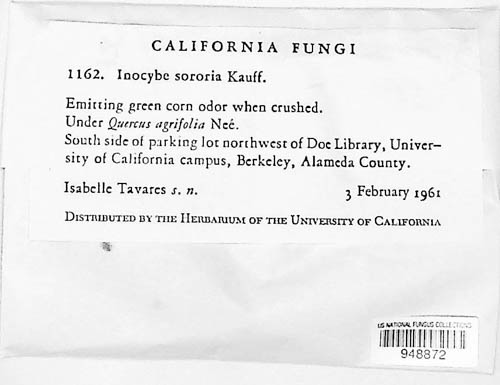 CALIFORNIA FUNGI
1162. Inocybe sororia Kauff.
Emitting green corn odor when crushed.
Under Quercus agrifolia Neé.
South side of parking lot northwest of Doe Library, Univer-
sity of California campus, Berkeley, Alameda County.
Isabelle Tavares s. n. 3 February 1961
DISTRIBUTED BY THE HERBARIUM OF THE UNIVERSITY OF CALIFORNIA
US NATIONAL FUNGUS COLLECTIONS
948872